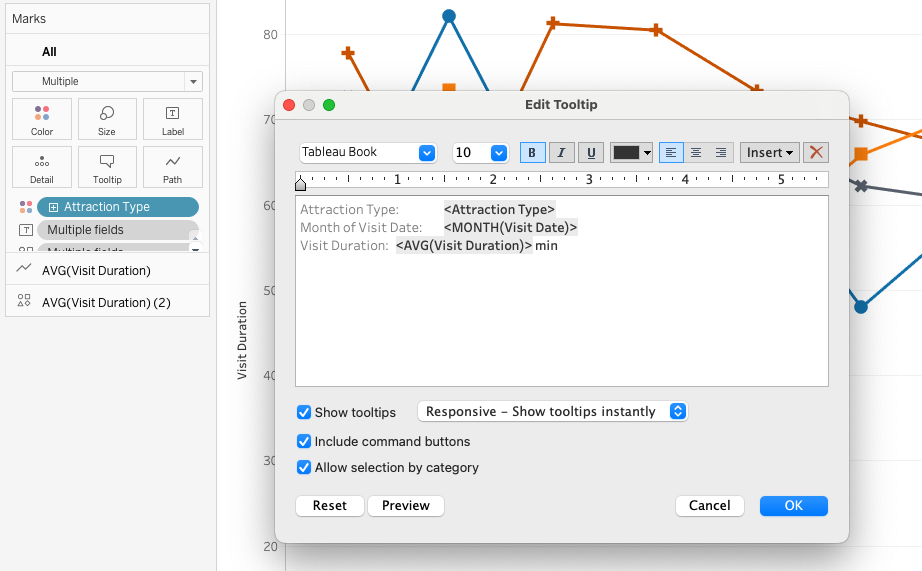 Marks
All
Multiple
Color
Size
Label
T
Detail
Tooltip
Path
Attraction Type
T
Multiple fields
Multiple fields
AVG(Visit Duration)
AVG(Visit Duration) (2)
Visit Duration
80
70
60
50
40
30
20
Edit Tooltip
Tableau Book
10
B
I
U
Insert
1 2 3 4 5
Attraction Type: <Attraction Type>
Month of Visit Date: <MONTH(Visit Date)>
Visit Duration: <AVG(Visit Duration)> min
Show tooltips
Responsive – Show tooltips instantly
Include command buttons
Allow selection by category
Reset
Preview
Cancel
OK